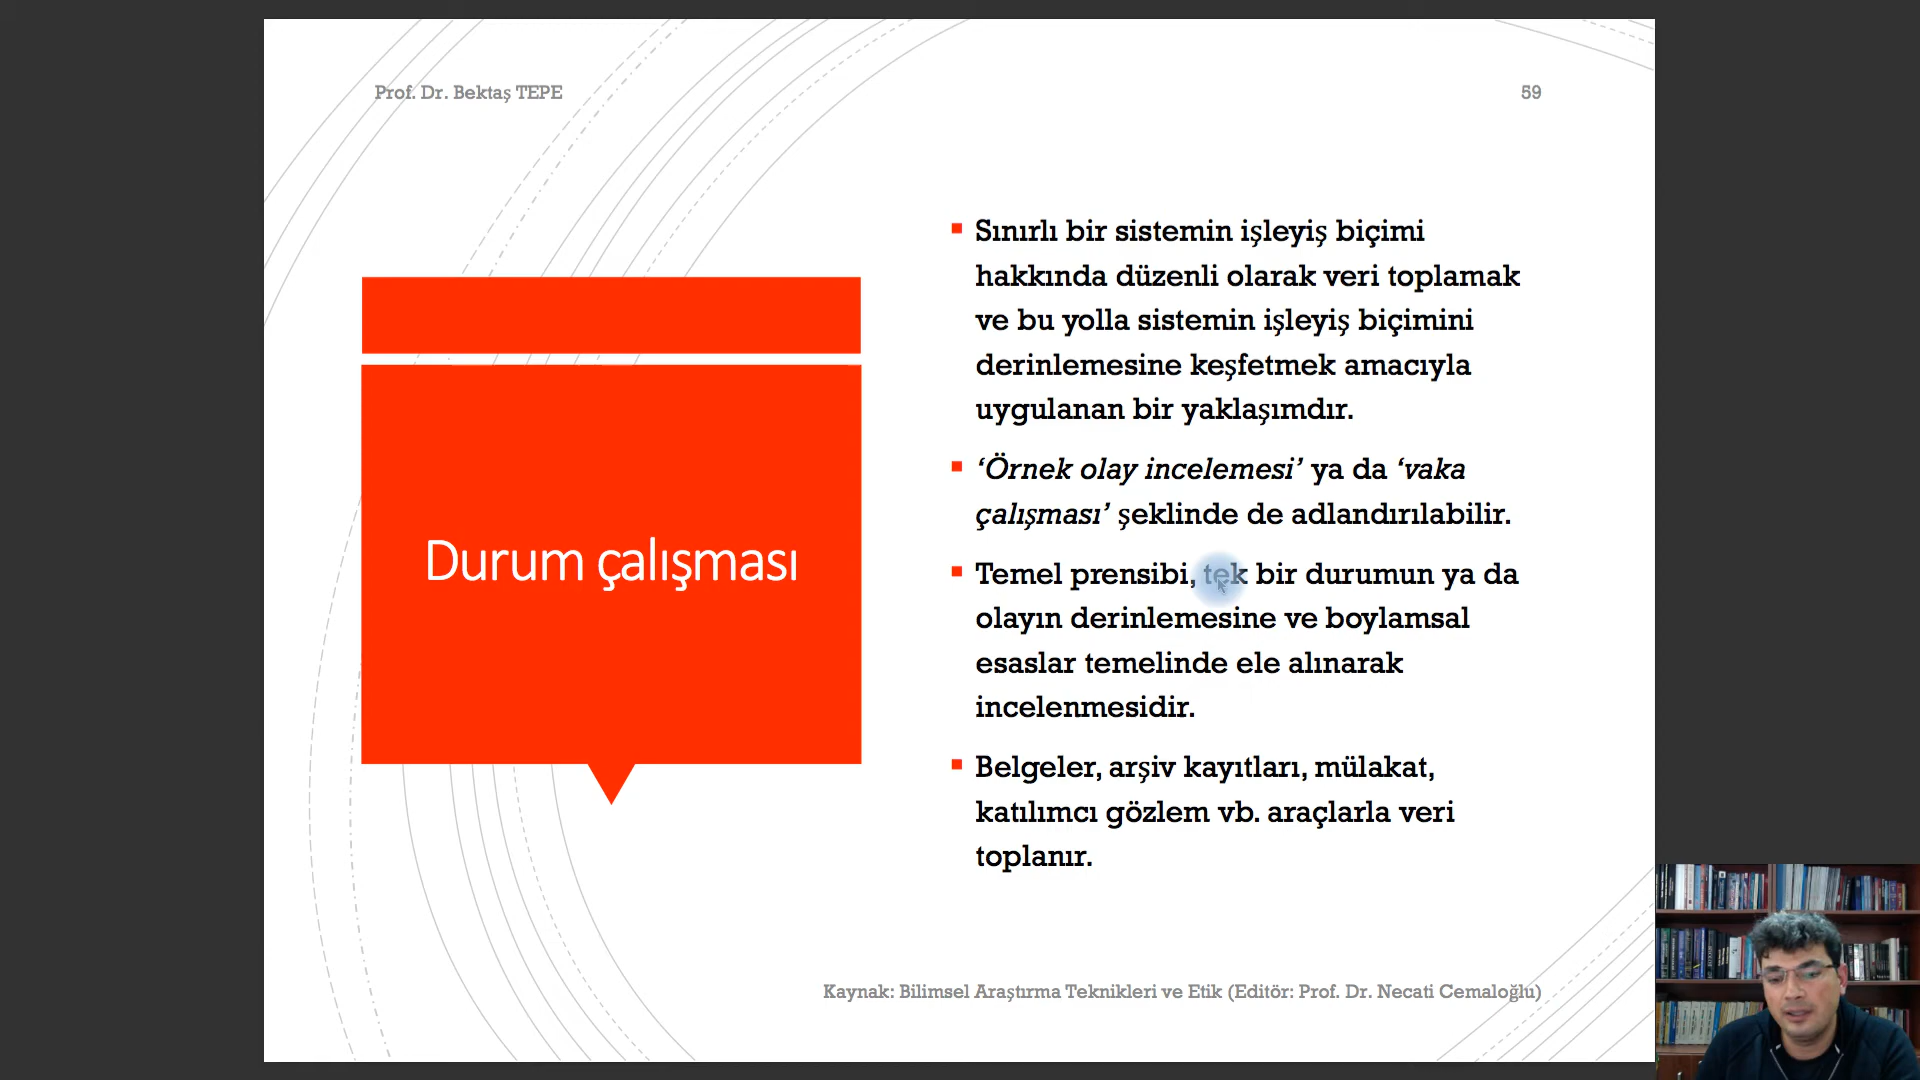 Prof. Dr. Bektaş TEPE
59
Durum çalışması
Sınırlı bir sistemin işleyiş biçimi
hakkında düzenli olarak veri toplamak
ve bu yolla sistemin işleyiş biçimini
derinlemesine keşfetmek amacıyla
uygulanan bir yaklaşımdır.
‘Örnek olay incelemesi’ ya da ‘vaka
çalışması’ şeklinde de adlandırılabilir.
Temel prensibi, tek bir durumun ya da
olayın derinlemesine ve boylamsal
esaslar temelinde ele alınarak
incelenmesidir.
Belgeler, arşiv kayıtları, mülakat,
katılımcı gözlem vb. araçlarla veri
toplanır.
Kaynak: Bilimsel Araştırma Teknikleri ve Etik (Editör: Prof. Dr. Necati Cemaloğlu)